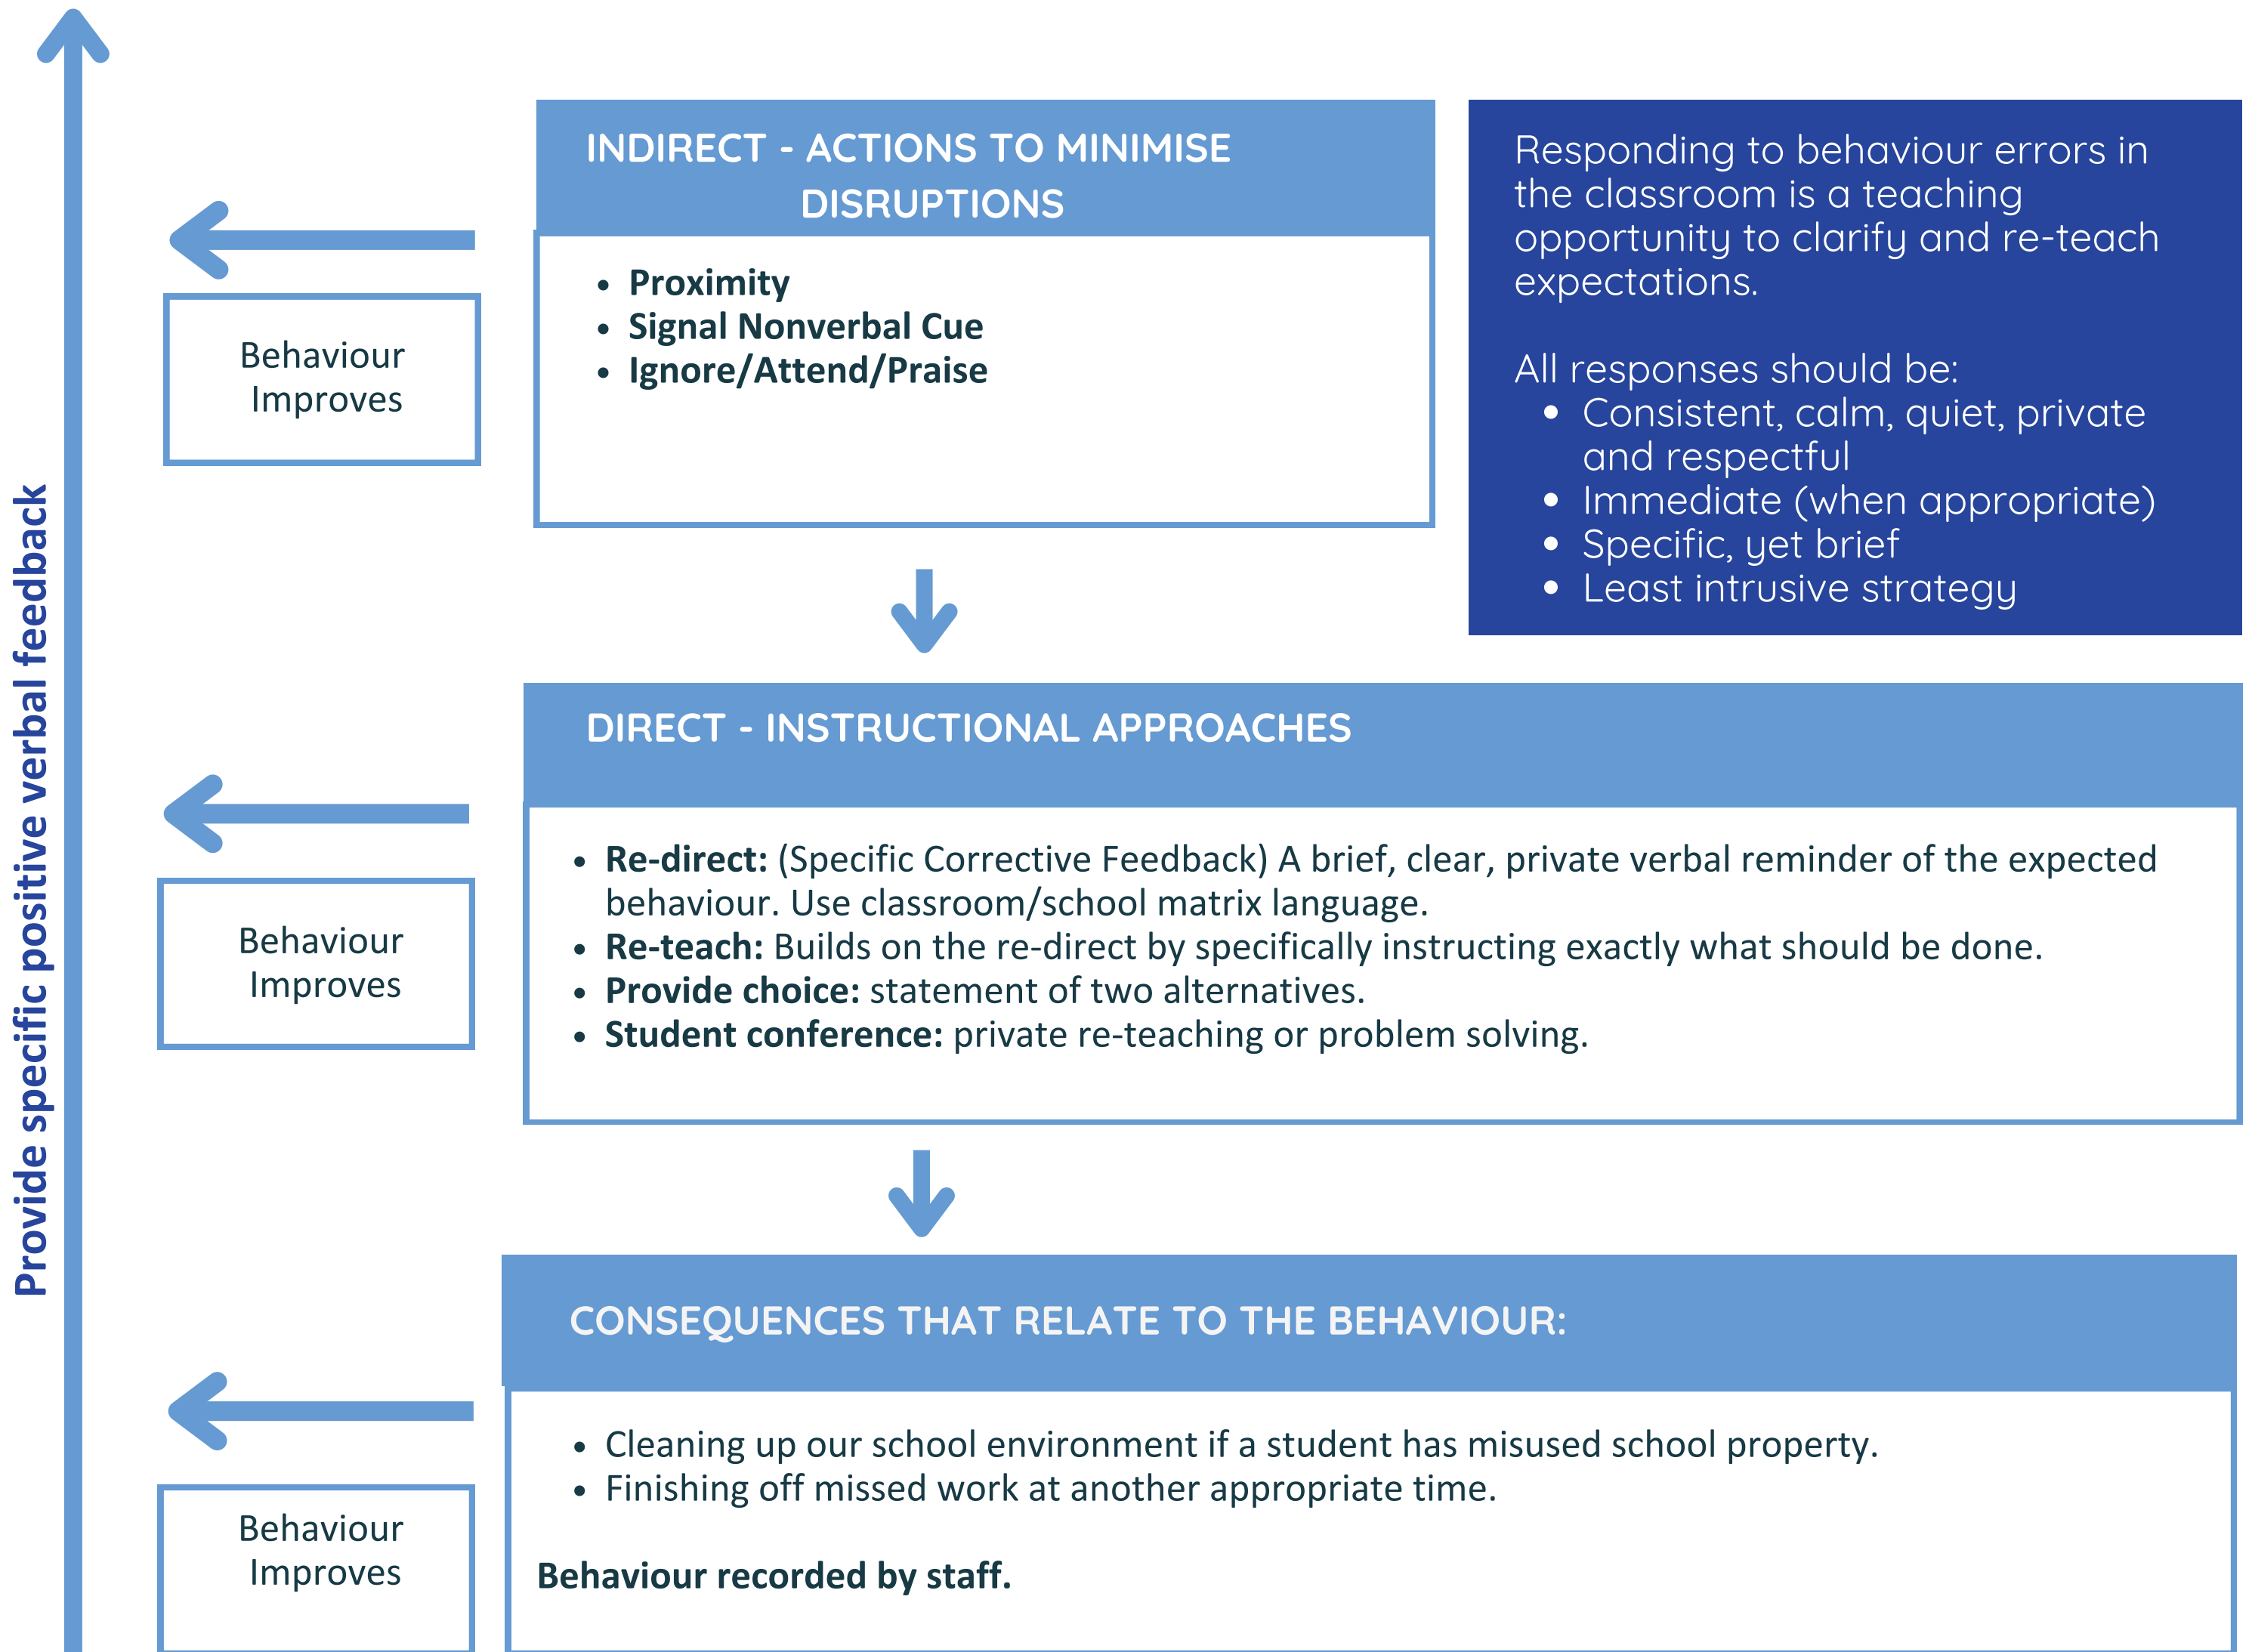 Provide specific positive verbal feedback
INDIRECT - ACTIONS TO MINIMISE
DISRUPTIONS
• Proximity
• Signal Nonverbal Cue
• Ignore/Attend/Praise
Behaviour
Improves
Responding to behaviour errors in
the classroom is a teaching
opportunity to clarify and re-teach
expectations.
All responses should be:
• Consistent, calm, quiet, private
and respectful
• Immediate (when appropriate)
• Specific, yet brief
• Least intrusive strategy
DIRECT - INSTRUCTIONAL APPROACHES
• Re-direct: (Specific Corrective Feedback) A brief, clear, private verbal reminder of the expected
behaviour. Use classroom/school matrix language.
• Re-teach: Builds on the re-direct by specifically instructing exactly what should be done.
• Provide choice: statement of two alternatives.
• Student conference: private re-teaching or problem solving.
Behaviour
Improves
CONSEQUENCES THAT RELATE TO THE BEHAVIOUR:
• Cleaning up our school environment if a student has misused school property.
• Finishing off missed work at another appropriate time.
Behaviour recorded by staff.
Behaviour
Improves